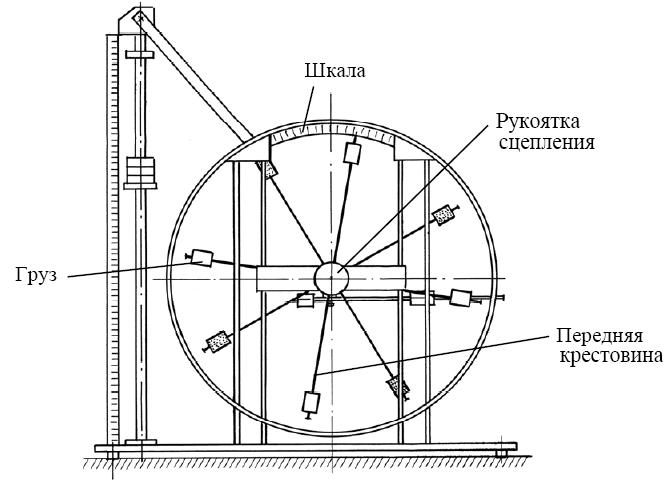 Шкала
Рукоятка
сцепления
Груз
Передняя
крестовина